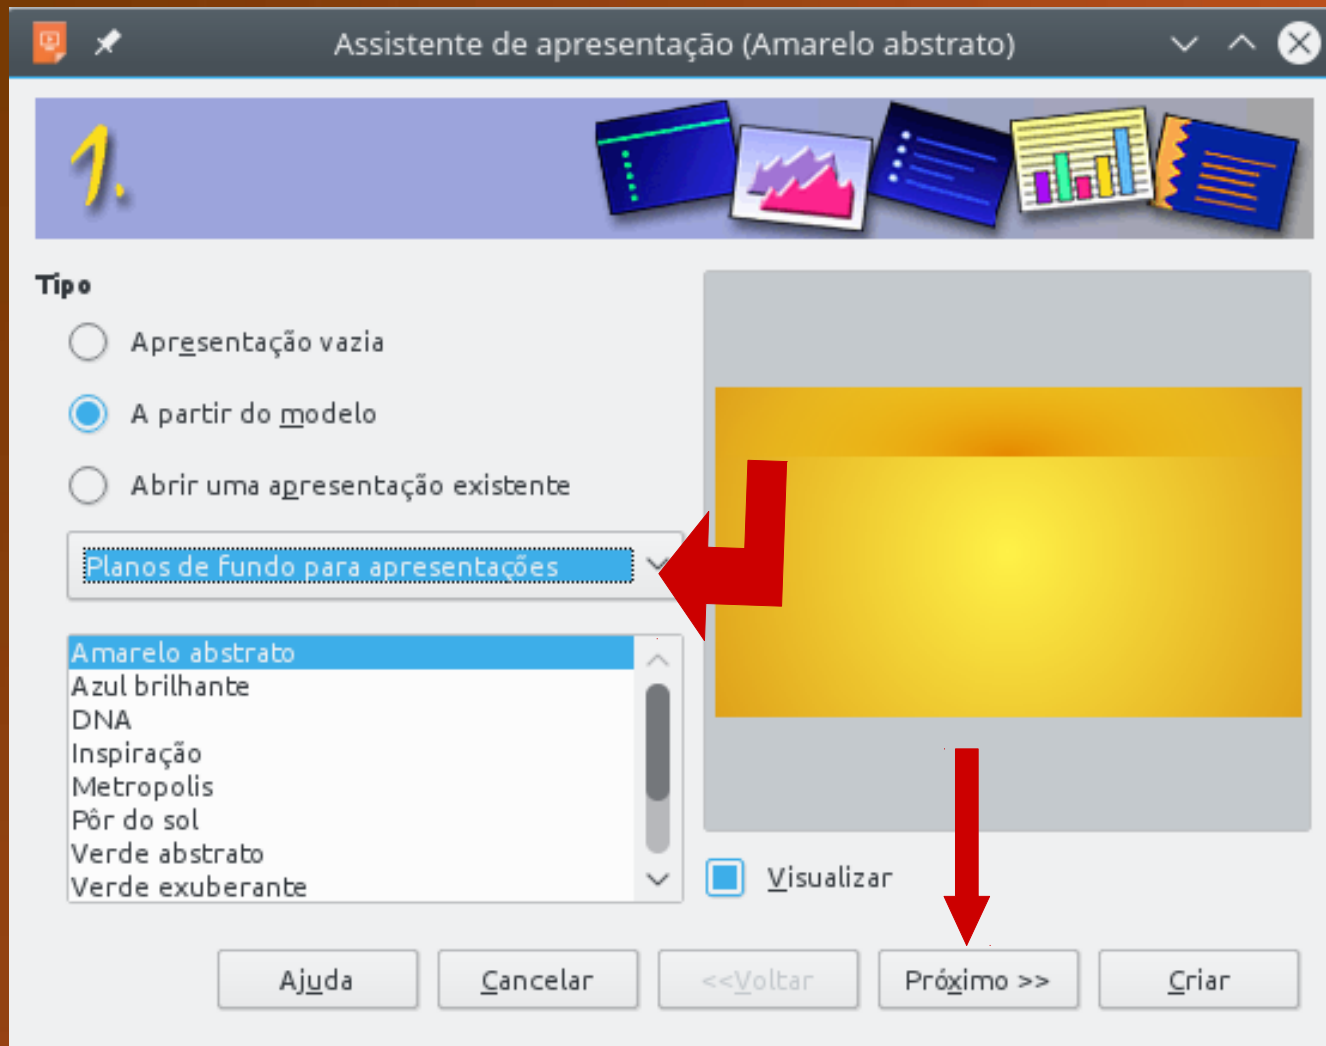 Assistente de apresentação (Amarelo abstrato)
1.
Tipo
Apresentação vazia
A partir do modelo
Abrir uma apresentação existente
Planos de fundo para apresentações
Amarelo abstrato
Azul brilhante
DNA
Inspiração
Metropolis
Pôr do sol
Verde abstrato
Verde exuberante
Visualizar
Ajuda Cancelar <<Voltar Próximo >> Criar